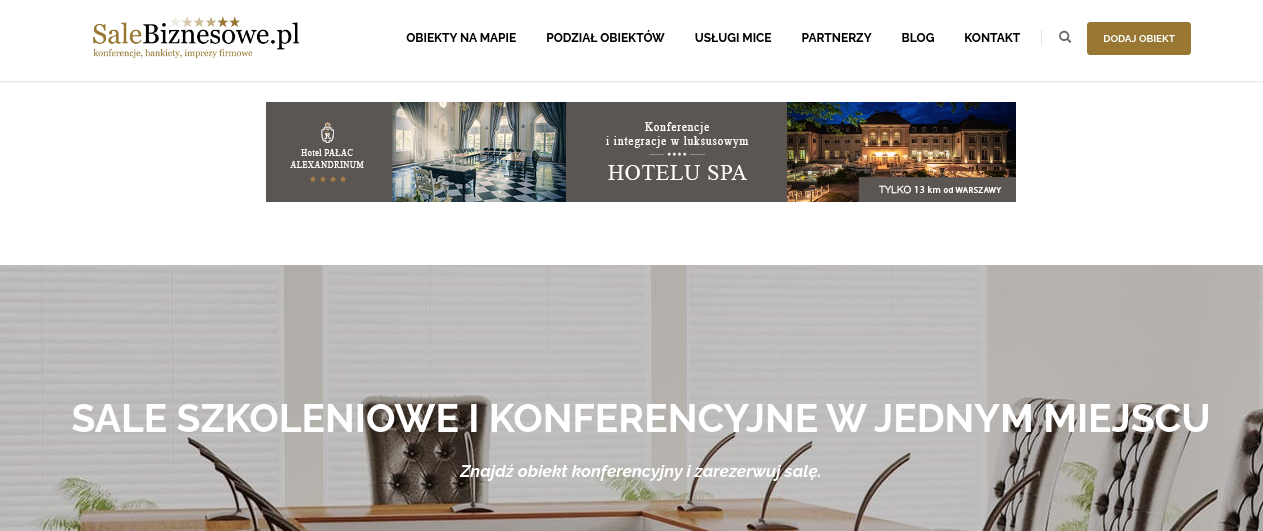 SaleBiznesowe.pl
konferencje, bankiety, imprezy firmowe
OBIEKTY NA MAPIE PODZIAŁ OBIEKTÓW USŁUGI MICE PARTNERZY BLOG KONTAKT DODAJ OBIEKT
Hotel PAŁAC
ALEXANDRINUM
Konferencje
i integracje w luksusowym
HOTELU SPA
TYLKO 13 km od WARSZAWY
SALE SZKOLENIOWE I KONFERENCYJNE W JEDNYM MIEJSCU
Znajdź obiekt konferencyjny i zarezerwuj salę.